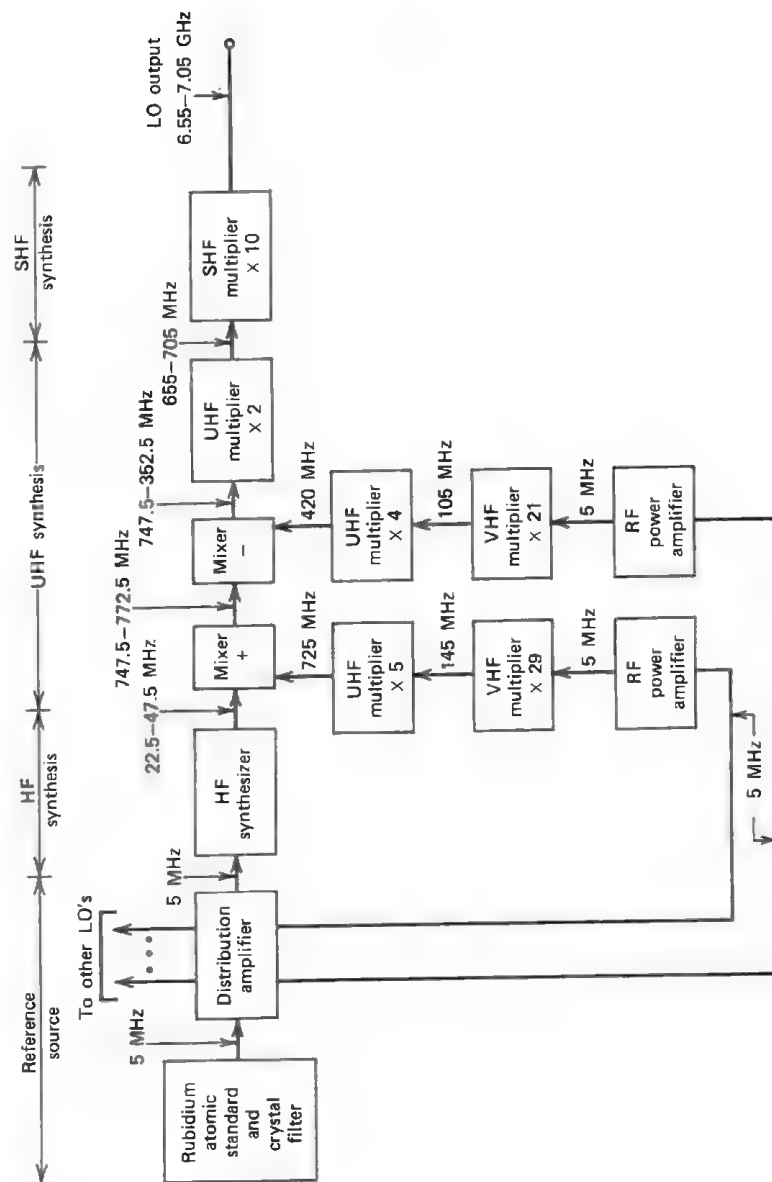 Reference
source
HF
synthesis
UHF synthesis
SHF
synthesis
To other LO's
5 MHz
5 MHz
22.5–47.5 MHz
747.5–772.5 MHz
747.5–352.5 MHz
655–705 MHz
LO output
6.55–7.05 GHz
Rubidium
atomic
standard
and
crystal
filter
Distribution
amplifier
HF
synthesizer
Mixer
+
Mixer
–
UHF
multiplier
× 2
SHF
multiplier
× 10
725 MHz
420 MHz
UHF
multiplier
× 5
UHF
multiplier
× 4
145 MHz
105 MHz
VHF
multiplier
× 29
VHF
multiplier
× 21
5 MHz
5 MHz
RF
power
amplifier
RF
power
amplifier
5 MHz